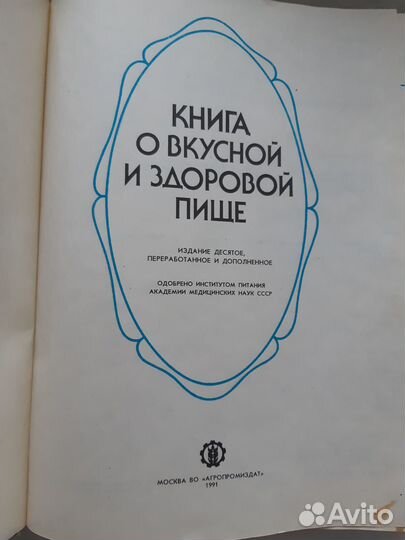 КНИГА
О ВКУСНОЙ
И ЗДОРОВОЙ
ПИЩЕ
ИЗДАНИЕ ДЕСЯТОЕ,
ПЕРЕРАБОТАННОЕ И ДОПОЛНЕННОЕ
ОДОБРЕНО ИНСТИТУТОМ ПИТАНИЯ
АКАДЕМИИ МЕДИЦИНСКИХ НАУК СССР
МОСКВА ВО «АГРОПРОМИЗДАТ»
1991
Avito